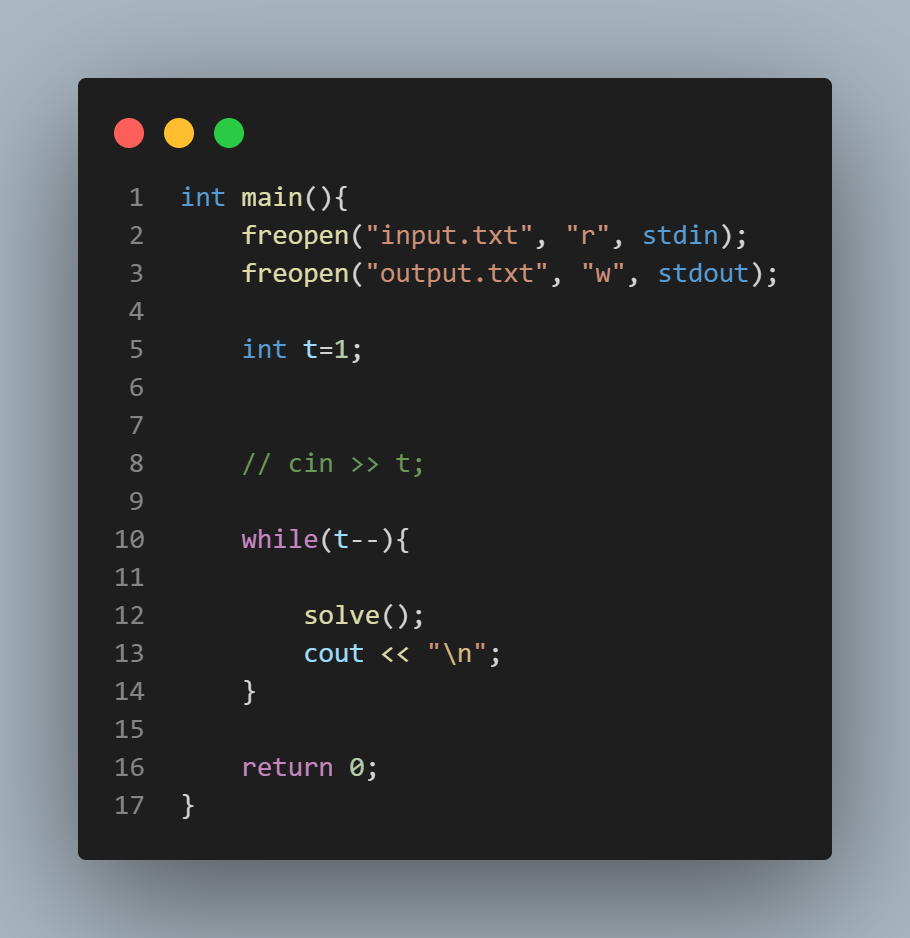 1 int main(){
2     freopen("input.txt", "r", stdin);
3     freopen("output.txt", "w", stdout);
4
5     int t=1;
6
7
8     // cin >> t;
9
10     while(t--){
11
12         solve();
13         cout << "\n";
14     }
15
16     return 0;
17 }